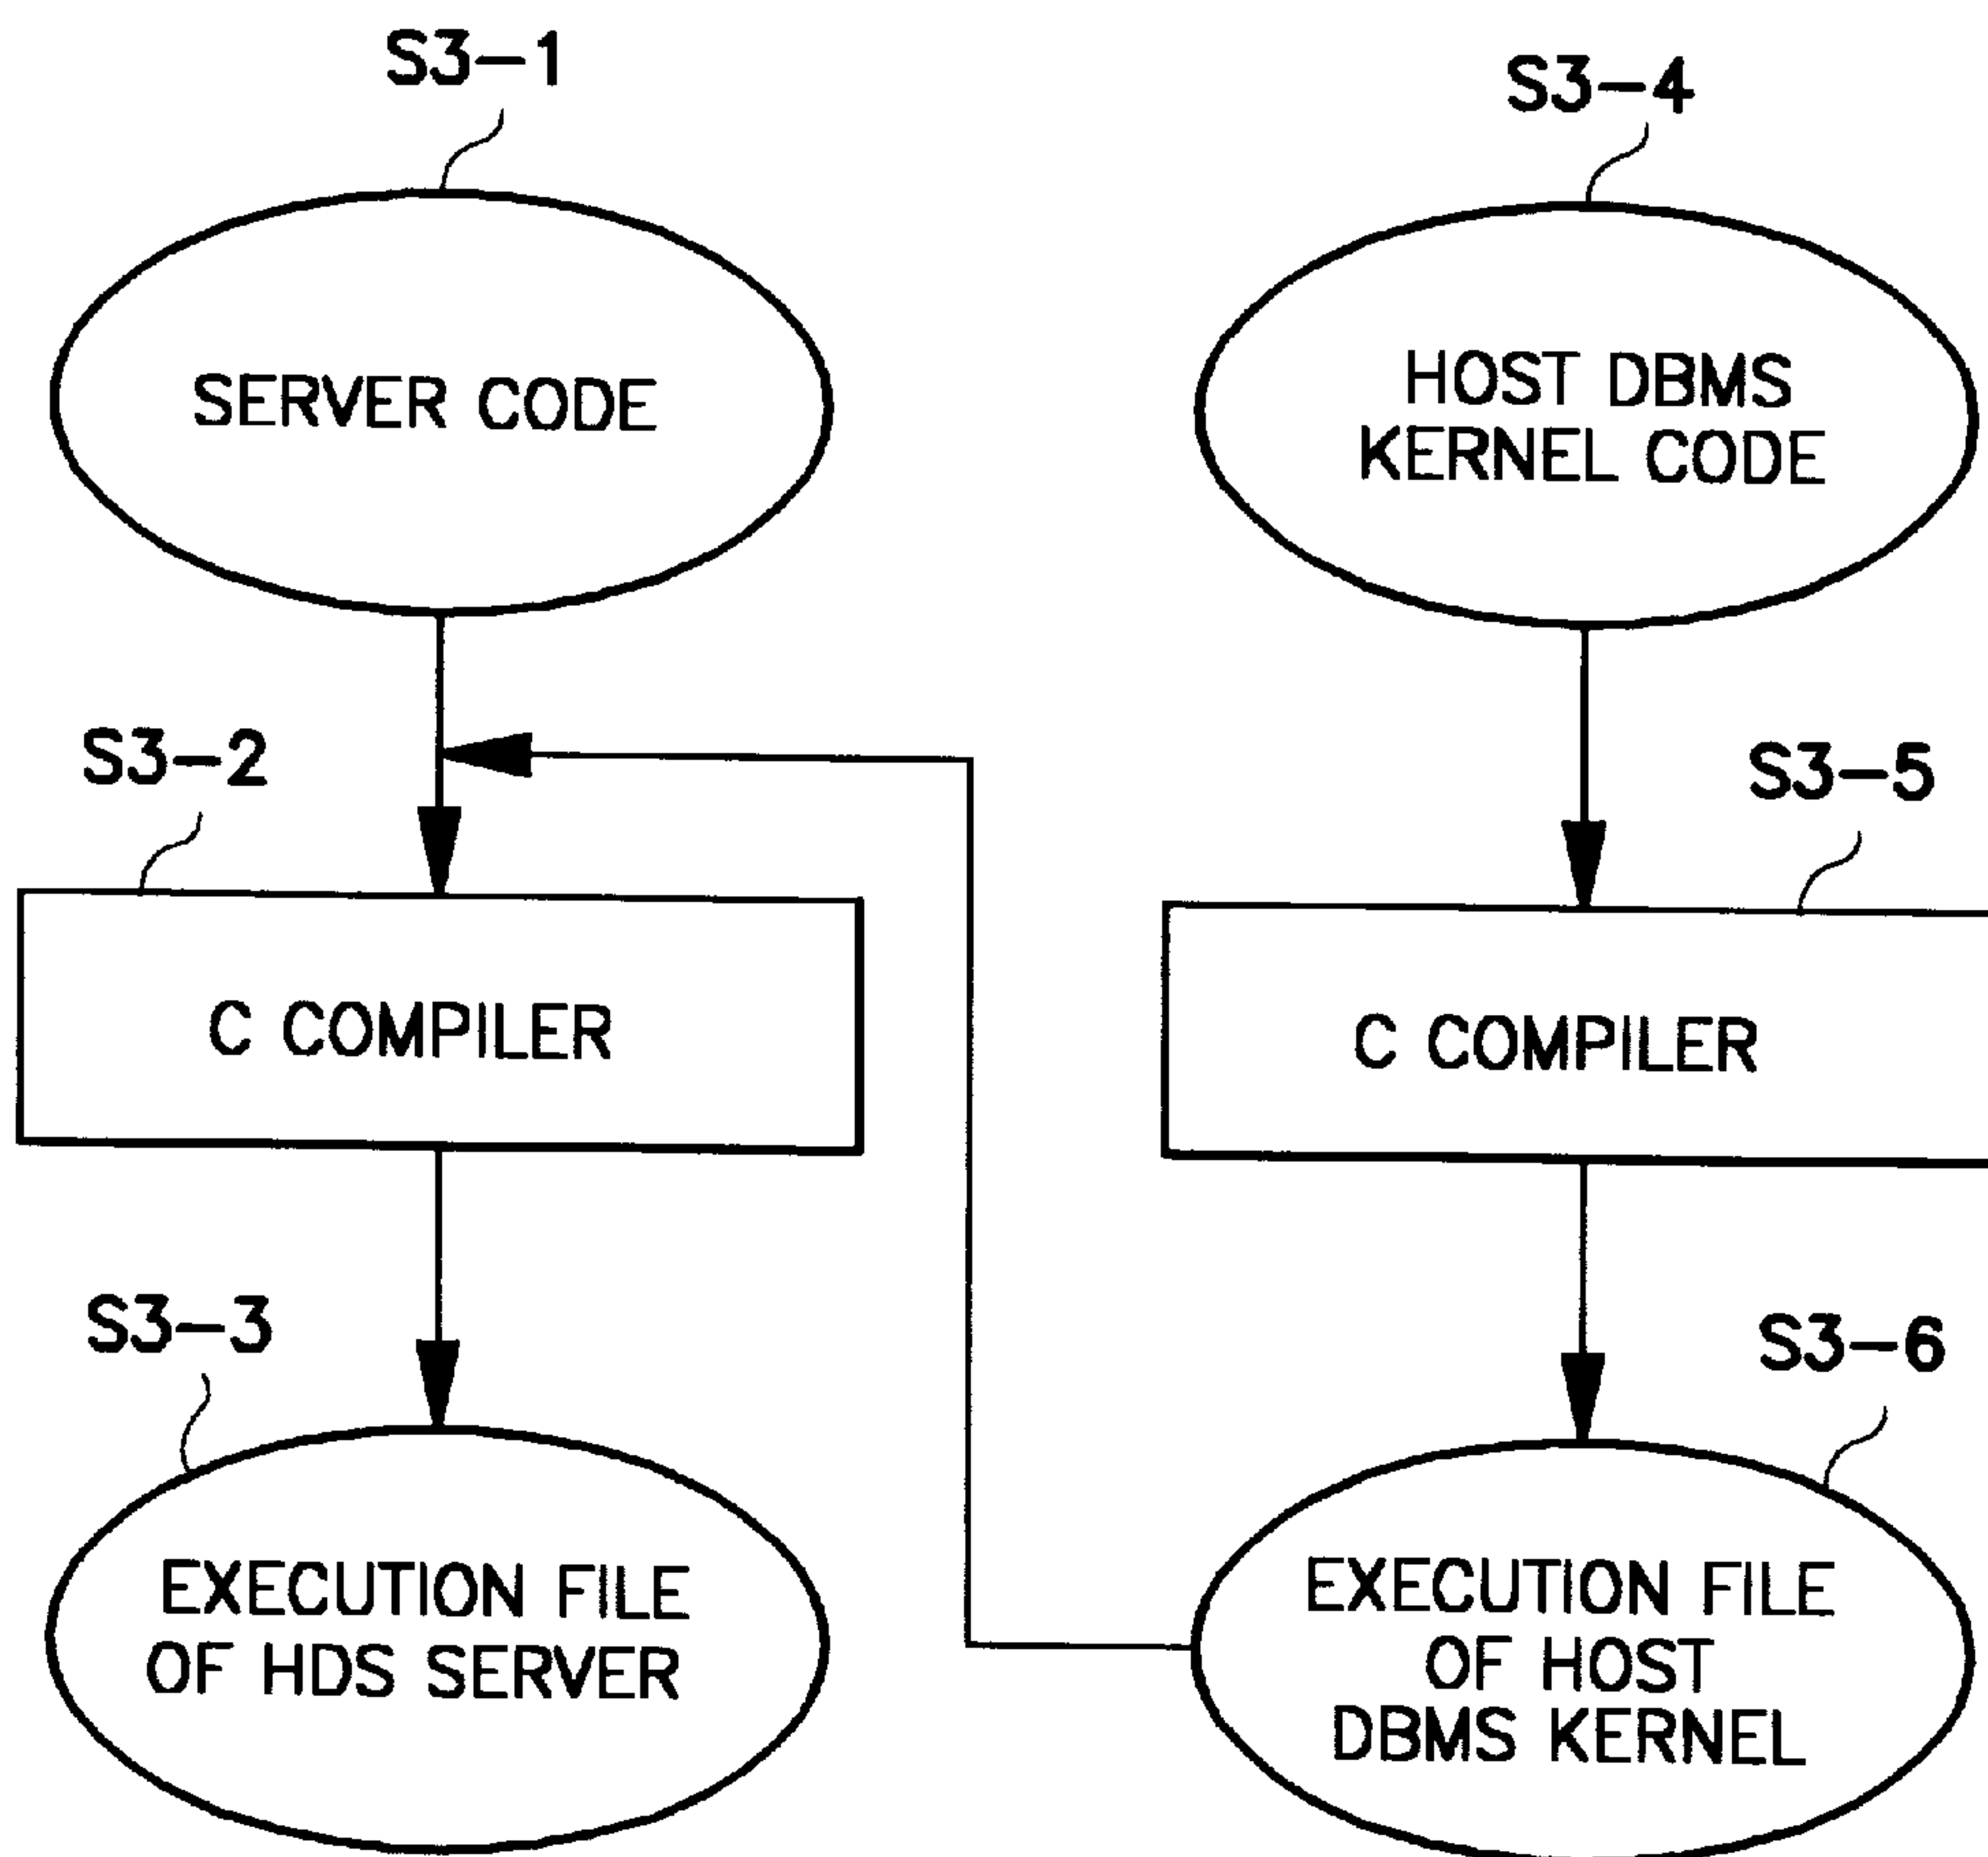 S3-1
SERVER CODE
S3-2
C COMPILER
S3-3
EXECUTION FILE
OF HDS SERVER
S3-4
HOST DBMS
KERNEL CODE
S3-5
C COMPILER
S3-6
EXECUTION FILE
OF HOST
DBMS KERNEL